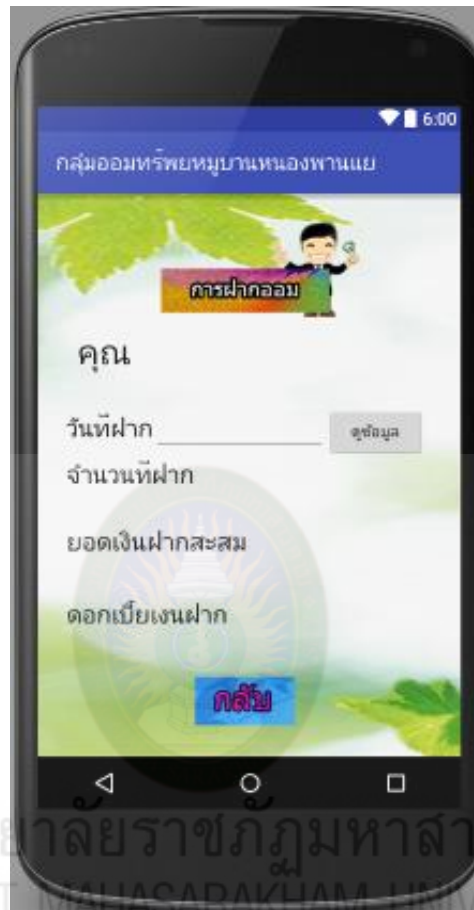 6:00
กลุ่มออมทรัพยหมูบานหนองพานแย
การฝากออม
คุณ
วันที่ฝาก ดูข้อมูล
จำนวนที่ฝาก
ยอดเงินฝากสะสม
ดอกเบี้ยเงนฝาก
กลับ
ยาลัยราชภัฏมหาสา
T MAHASARAKHAM UNIV